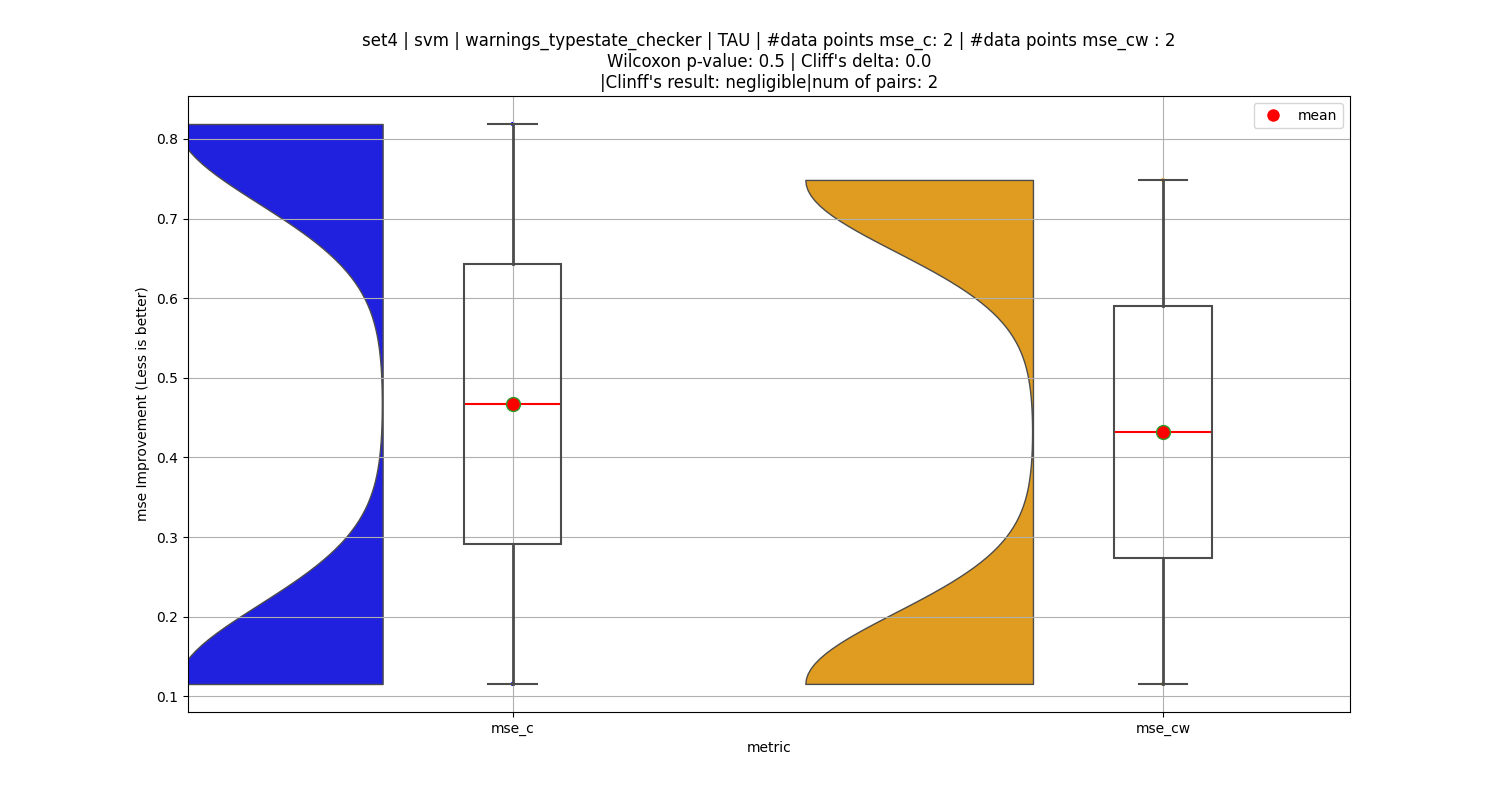 set4 | svm | warnings_typestate_checker | TAU | #data points mse_c: 2 | #data points mse_cw : 2
Wilcoxon p-value: 0.5 | Cliff's delta: 0.0
|Clinff's result: negligible|num of pairs: 2
mean
0.8
0.7
0.6
0.5
0.4
0.3
0.2
0.1
mse Improvement (Less is better)
mse_c
mse_cw
metric